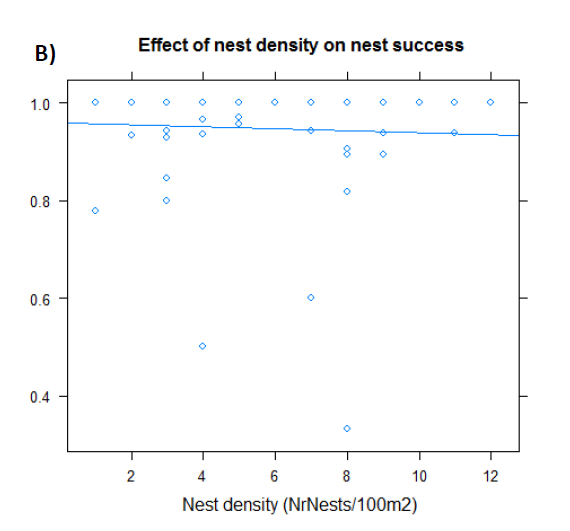 B)
Effect of nest density on nest success
1.0
0.8
0.6
0.4
2 4 6 8 10 12
Nest density (NrNests/100m2)